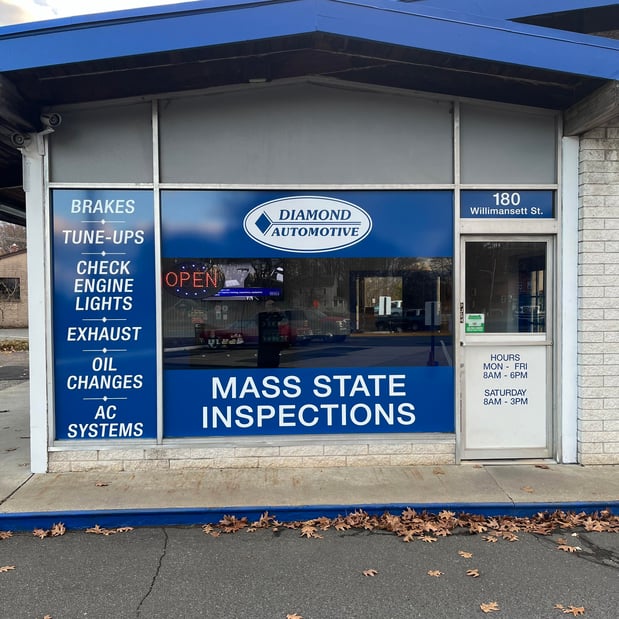 BRAKES
TUNE-UPS
CHECK
ENGINE
LIGHTS
EXHAUST
OIL
CHANGES
AC
SYSTEMS
DIAMOND
AUTOMOTIVE
OPEN
MASS STATE
INSPECTIONS
180
Willimansett St.
HOURS
MON - FRI
8AM - 6PM
SATURDAY
8AM - 3PM